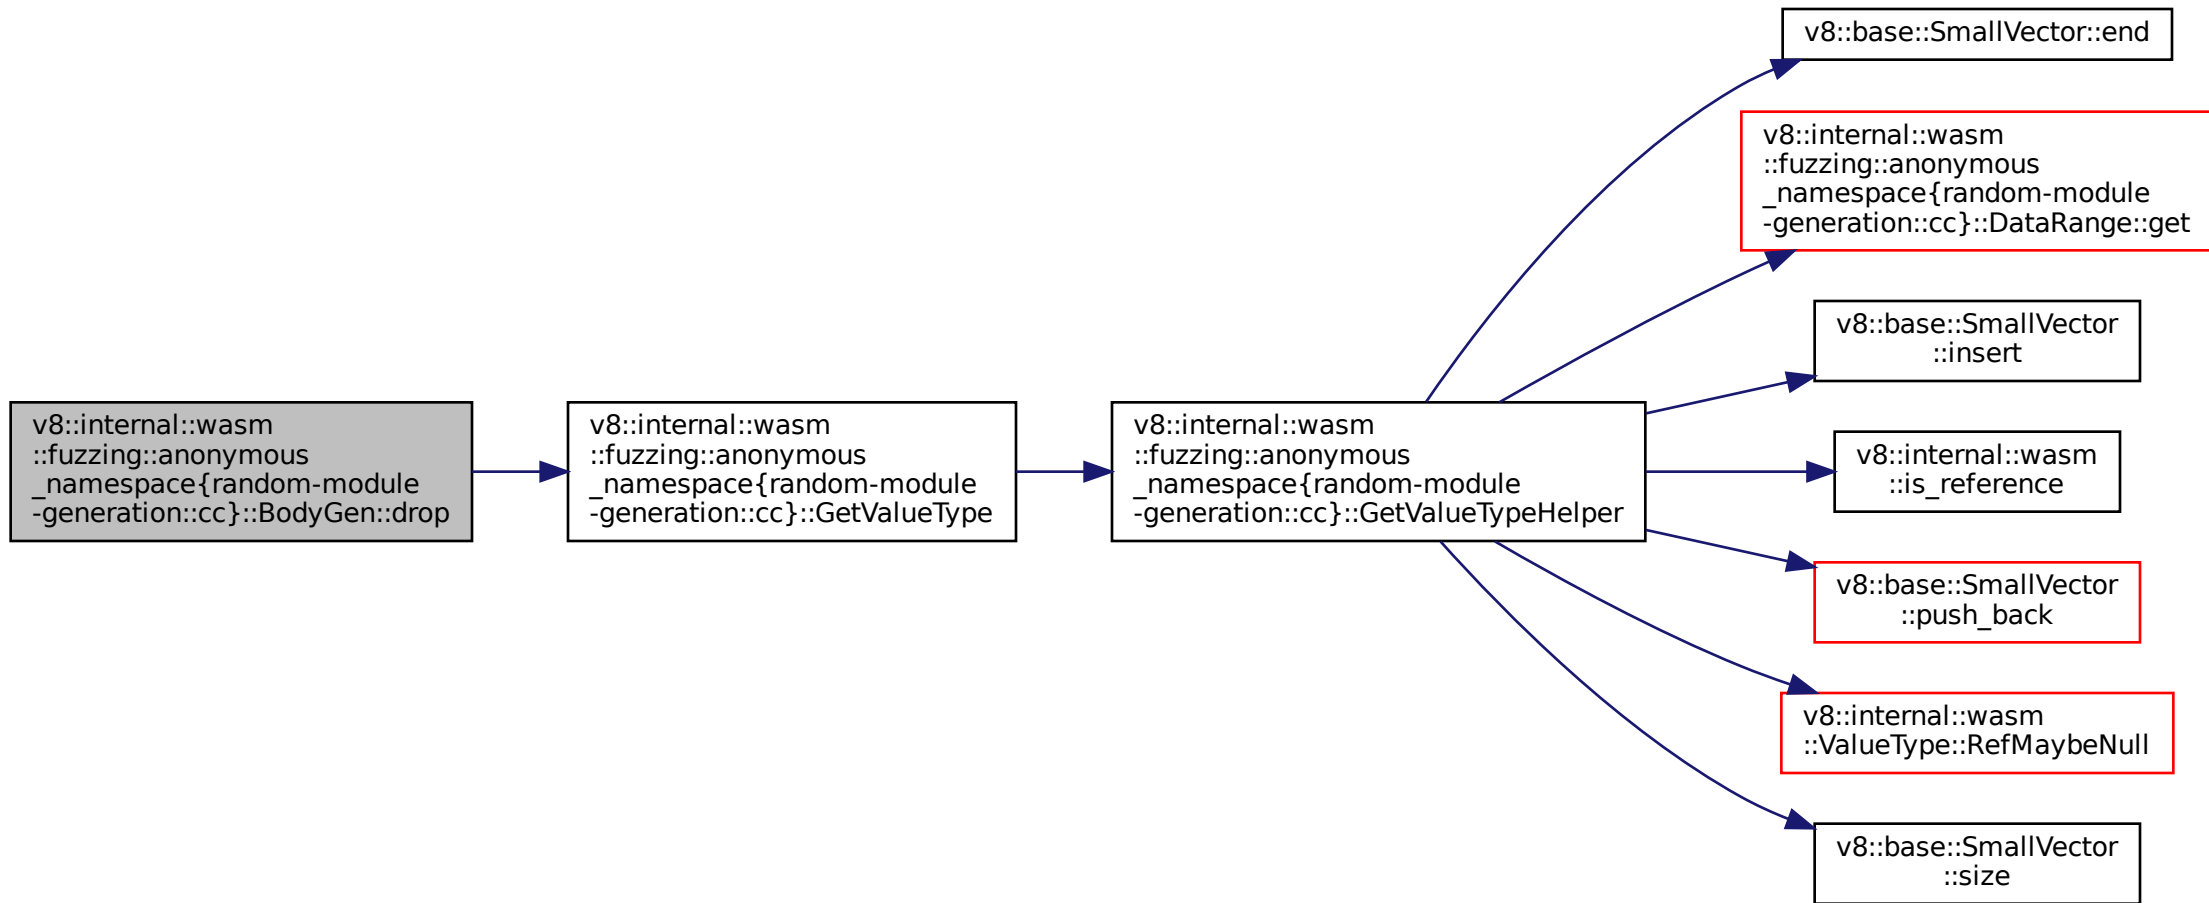 v8::internal::wasm
::fuzzing::anonymous
_namespace{random-module
-generation::cc}::BodyGen::drop
v8::internal::wasm
::fuzzing::anonymous
_namespace{random-module
-generation::cc}::GetValueType
v8::internal::wasm
::fuzzing::anonymous
_namespace{random-module
-generation::cc}::GetValueTypeHelper
v8::base::SmallVector::end
v8::internal::wasm
::fuzzing::anonymous
_namespace{random-module
-generation::cc}::DataRange::get
v8::base::SmallVector
::insert
v8::internal::wasm
::is_reference
v8::base::SmallVector
::push_back
v8::internal::wasm
::ValueType::RefMaybeNull
v8::base::SmallVector
::size